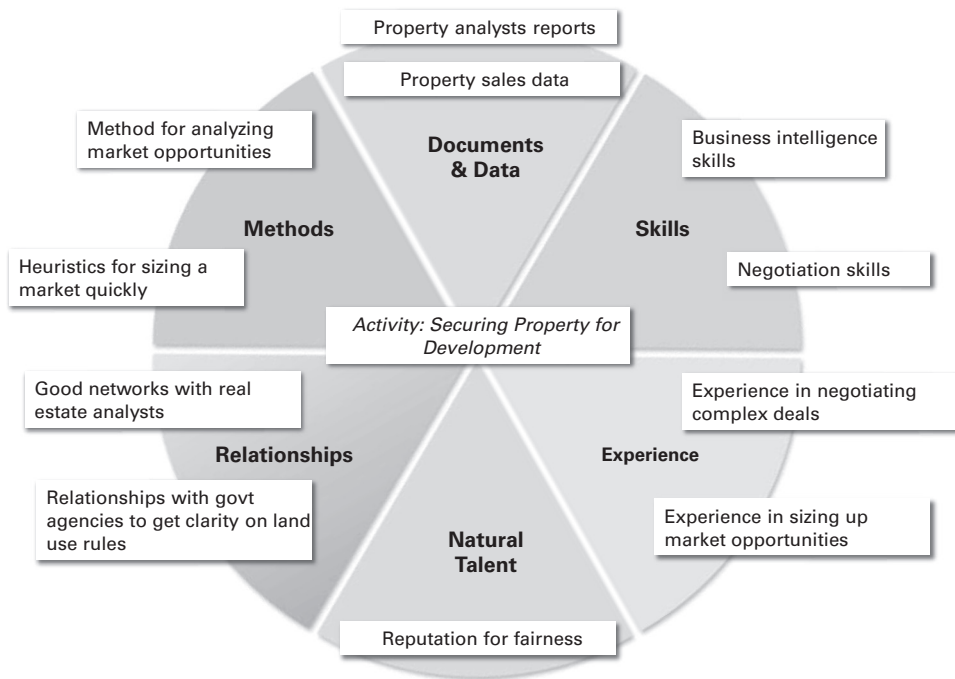 Property analysts reports
Property sales data
Documents
& Data
Method for analyzing
market opportunities
Methods
Heuristics for sizing a
market quickly
Business intelligence
skills
Skills
Negotiation skills
Activity: Securing Property for
Development
Good networks with real
estate analysts
Relationships
Relationships with govt
agencies to get clarity on land
use rules
Experience in negotiating
complex deals
Experience
Experience in sizing up
market opportunities
Natural
Talent
Reputation for fairness